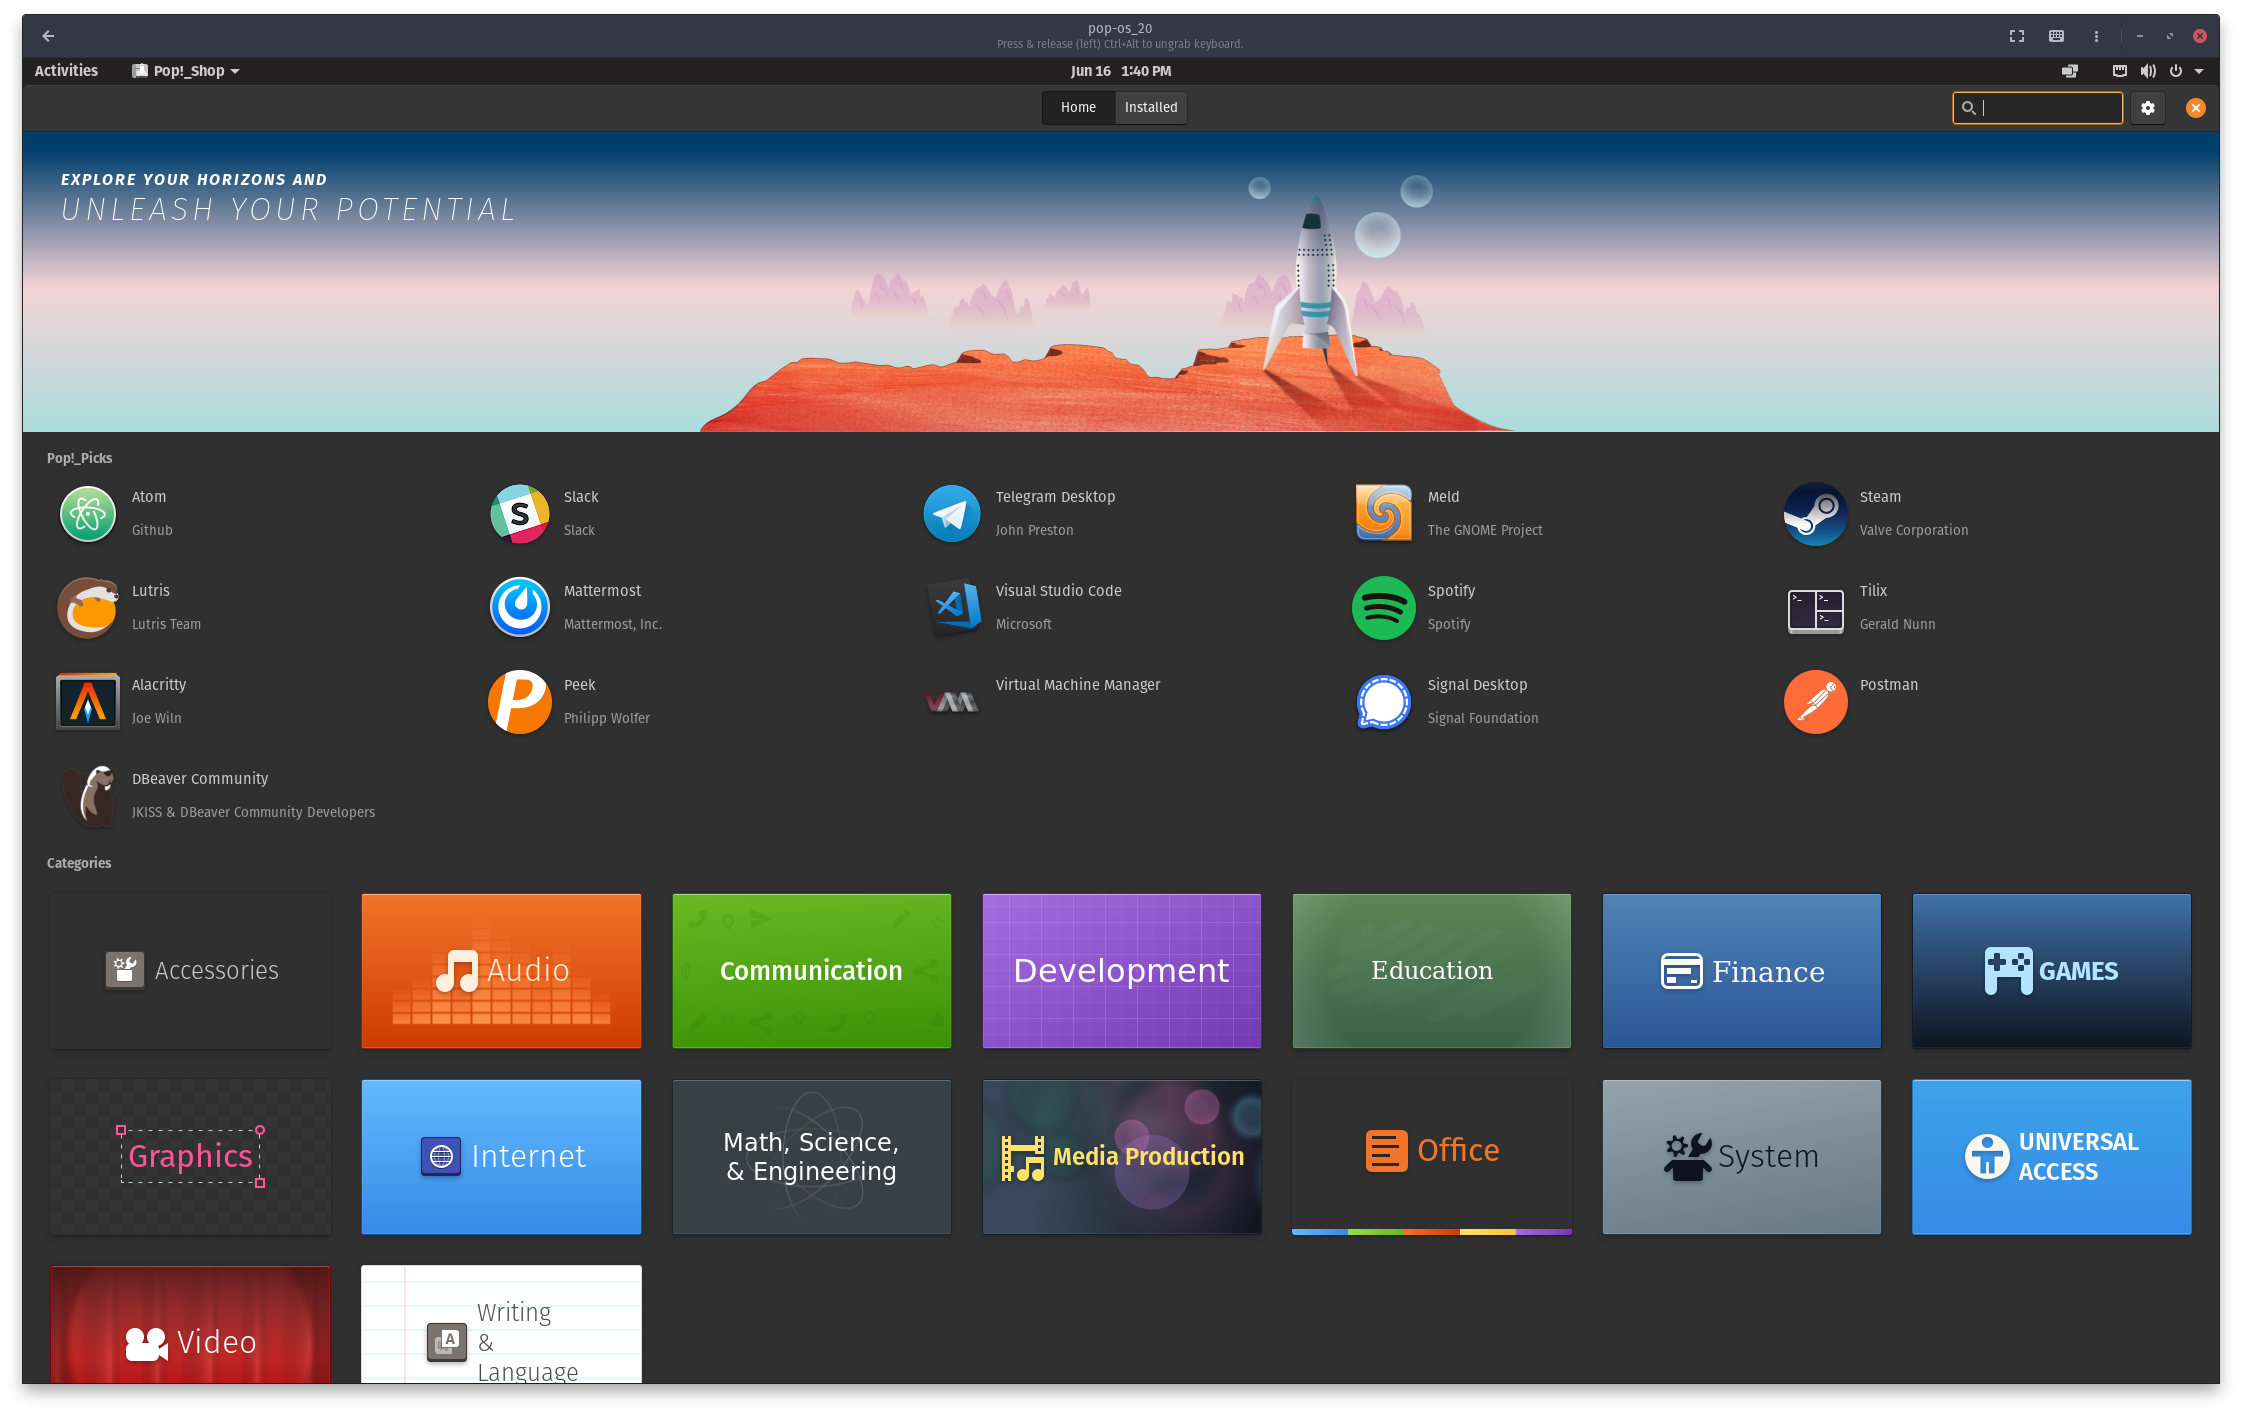 pop-os_20
Press & release (left) Ctrl+Alt to ungrab keyboard.
Activities
Pop!_Shop
Jun 16 1:40 PM
Home
Installed
EXPLORE YOUR HORIZONS AND
UNLEASH YOUR POTENTIAL
Pop!_Picks
Atom
Github
Slack
Slack
Telegram Desktop
John Preston
Meld
The GNOME Project
Steam
Valve Corporation
Lutris
Lutris Team
Mattermost
Mattermost, Inc.
Visual Studio Code
Microsoft
Spotify
Spotify
Tilix
Gerald Nunn
Alacritty
Joe Wiln
Peek
Philipp Wolfer
Virtual Machine Manager
Signal Desktop
Signal Foundation
Postman
DBeaver Community
JKISS & DBeaver Community Developers
Categories
Accessories
Audio
Communication
Development
Education
Finance
GAMES
Graphics
Internet
Math, Science,
& Engineering
Media Production
Office
System
UNIVERSAL
ACCESS
Video
Writing
&
Language